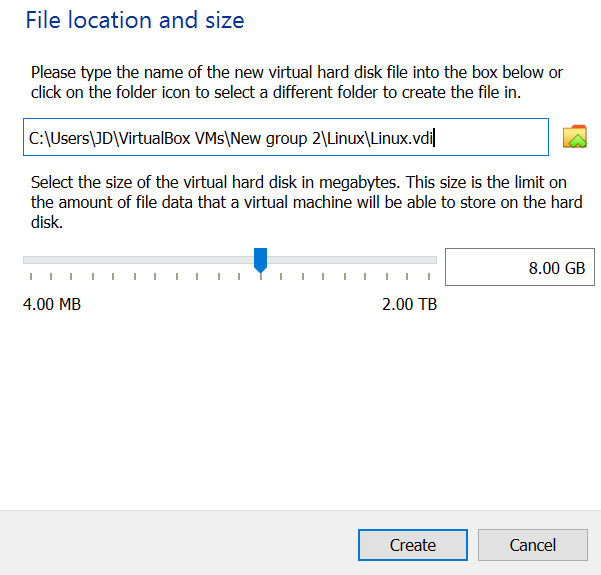 File location and size
Please type the name of the new virtual hard disk file into the box below or
click on the folder icon to select a different folder to create the file in.
C:\Users\JD\VirtualBox VMs\New group 2\Linux\Linux.vdi
Select the size of the virtual hard disk in megabytes. This size is the limit on
the amount of file data that a virtual machine will be able to store on the hard
disk.
8.00 GB
4.00 MB 2.00 TB
Create Cancel